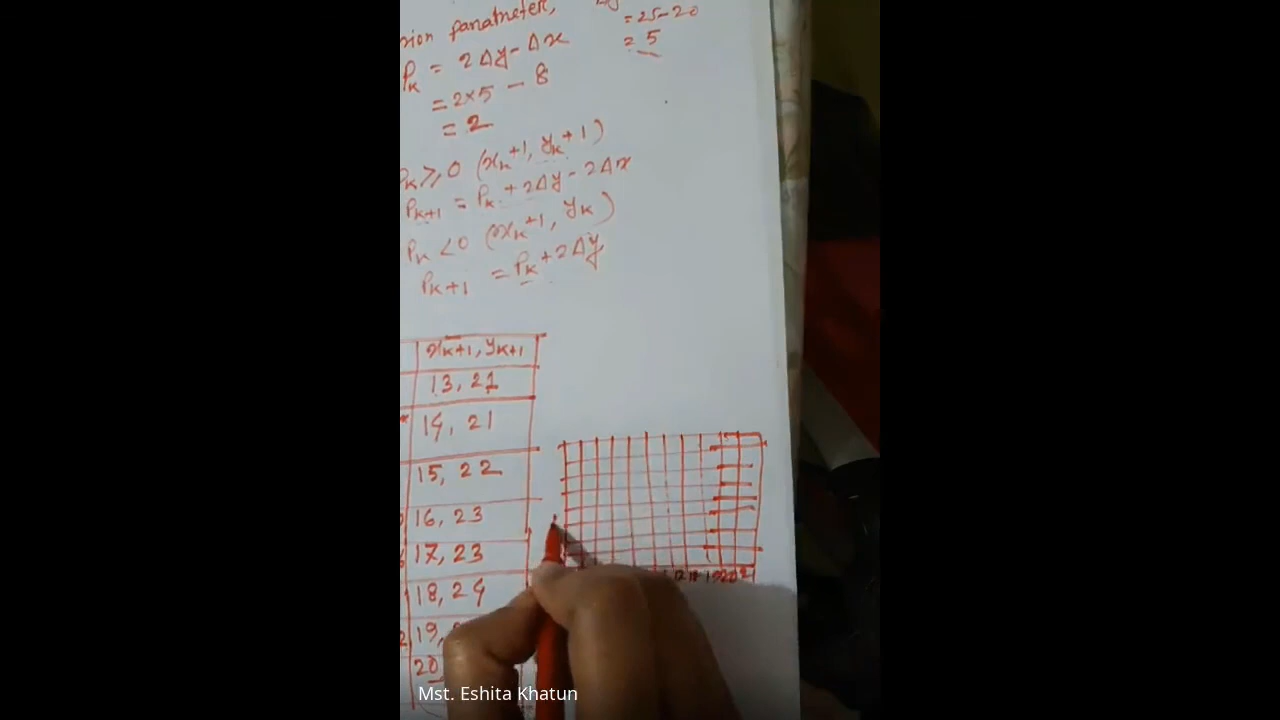 parameter,
= 25-20
= 5
Pk = 2Δy - Δx
= 2×5 - 8
= 2
Pk ≥ 0 (xk+1, yk+1)
Pk+1 = Pk + 2Δy - 2Δx
Pk < 0 (xk+1, yk)
Pk+1 = Pk + 2Δy
xk+1, yk+1
13, 21
14, 21
15, 22
16, 23
17, 23
18, 24
19,
20
Mst. Eshita Khatun